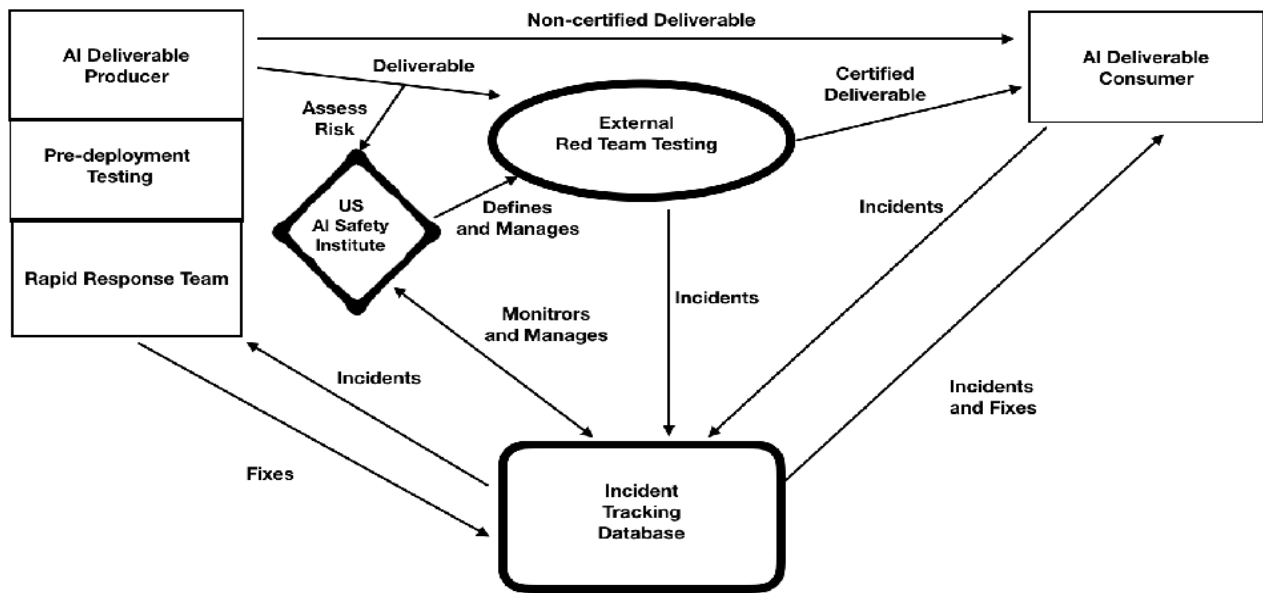 Non-certified Deliverable
AI Deliverable
Producer
Deliverable
Certified
Deliverable
AI Deliverable
Consumer
Assess
Risk
External
Red Team Testing
Pre-deployment
Testing
US
AI Safety
Institute
Defines
and Manages
Incidents
Rapid Response Team
Monitrors
and Manages
Incidents
Incidents
Incidents
and Fixes
Fixes
Incident
Tracking
Database